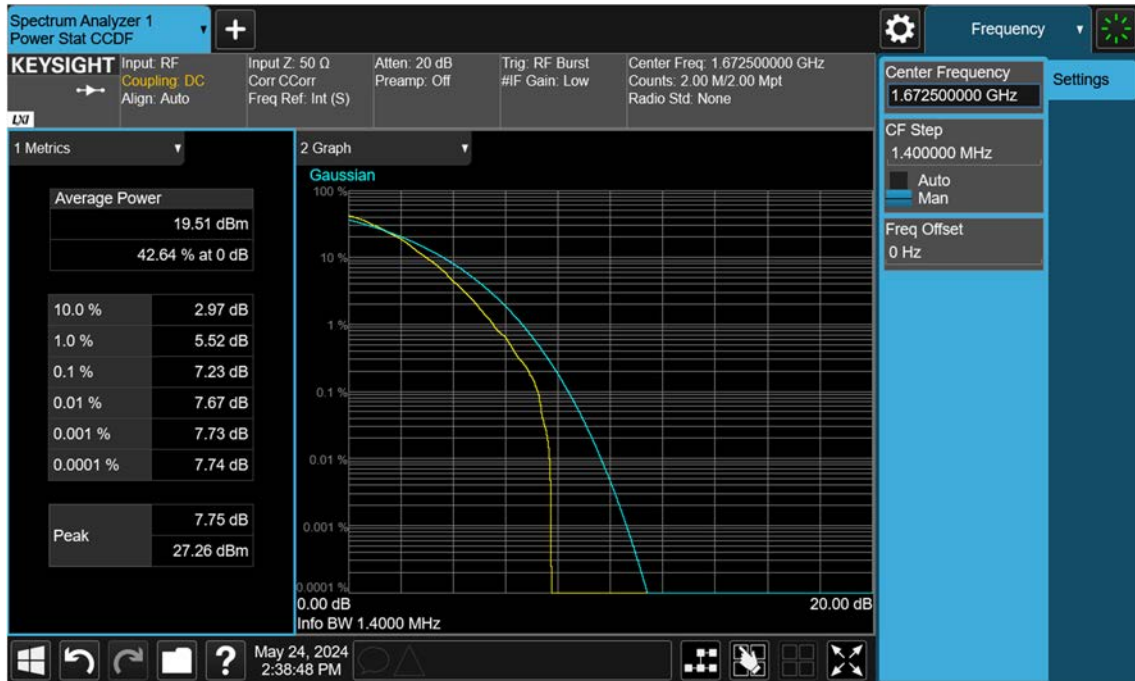 Spectrum Analyzer 1
Power Stat CCDF
+
Frequency
KEYSIGHT
LXI
Input: RF
Coupling: DC
Align: Auto
Input Z: 50 Ω
Corr CCorr
Freq Ref: Int (S)
Atten: 20 dB
Preamp: Off
Trig: RF Burst
#IF Gain: Low
Center Freq: 1.672500000 GHz
Counts: 2.00 M/2.00 Mpt
Radio Std: None
Center Frequency
1.672500000 GHz
Settings
CF Step
1.400000 MHz
Auto
Man
Freq Offset
0 Hz
1 Metrics
Average Power
19.51 dBm
42.64 % at 0 dB
10.0 % 2.97 dB
1.0 % 5.52 dB
0.1 % 7.23 dB
0.01 % 7.67 dB
0.001 % 7.73 dB
0.0001 % 7.74 dB
Peak
7.75 dB
27.26 dBm
2 Graph
Gaussian
100 %
10 %
1 %
0.1 %
0.01 %
0.001 %
0.0001 %
0.00 dB 20.00 dB
Info BW 1.4000 MHz
?
May 24, 2024
2:38:48 PM